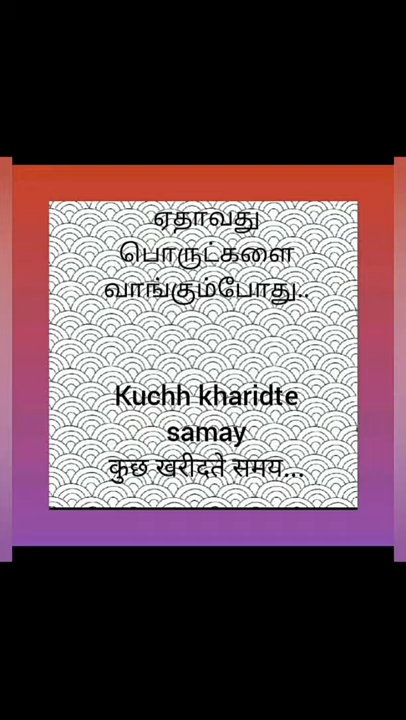 ஏதாவது
பொருட்களை
வாங்கும்போது..
Kuchh kharidte
samay
कुछ खरीदते समय...